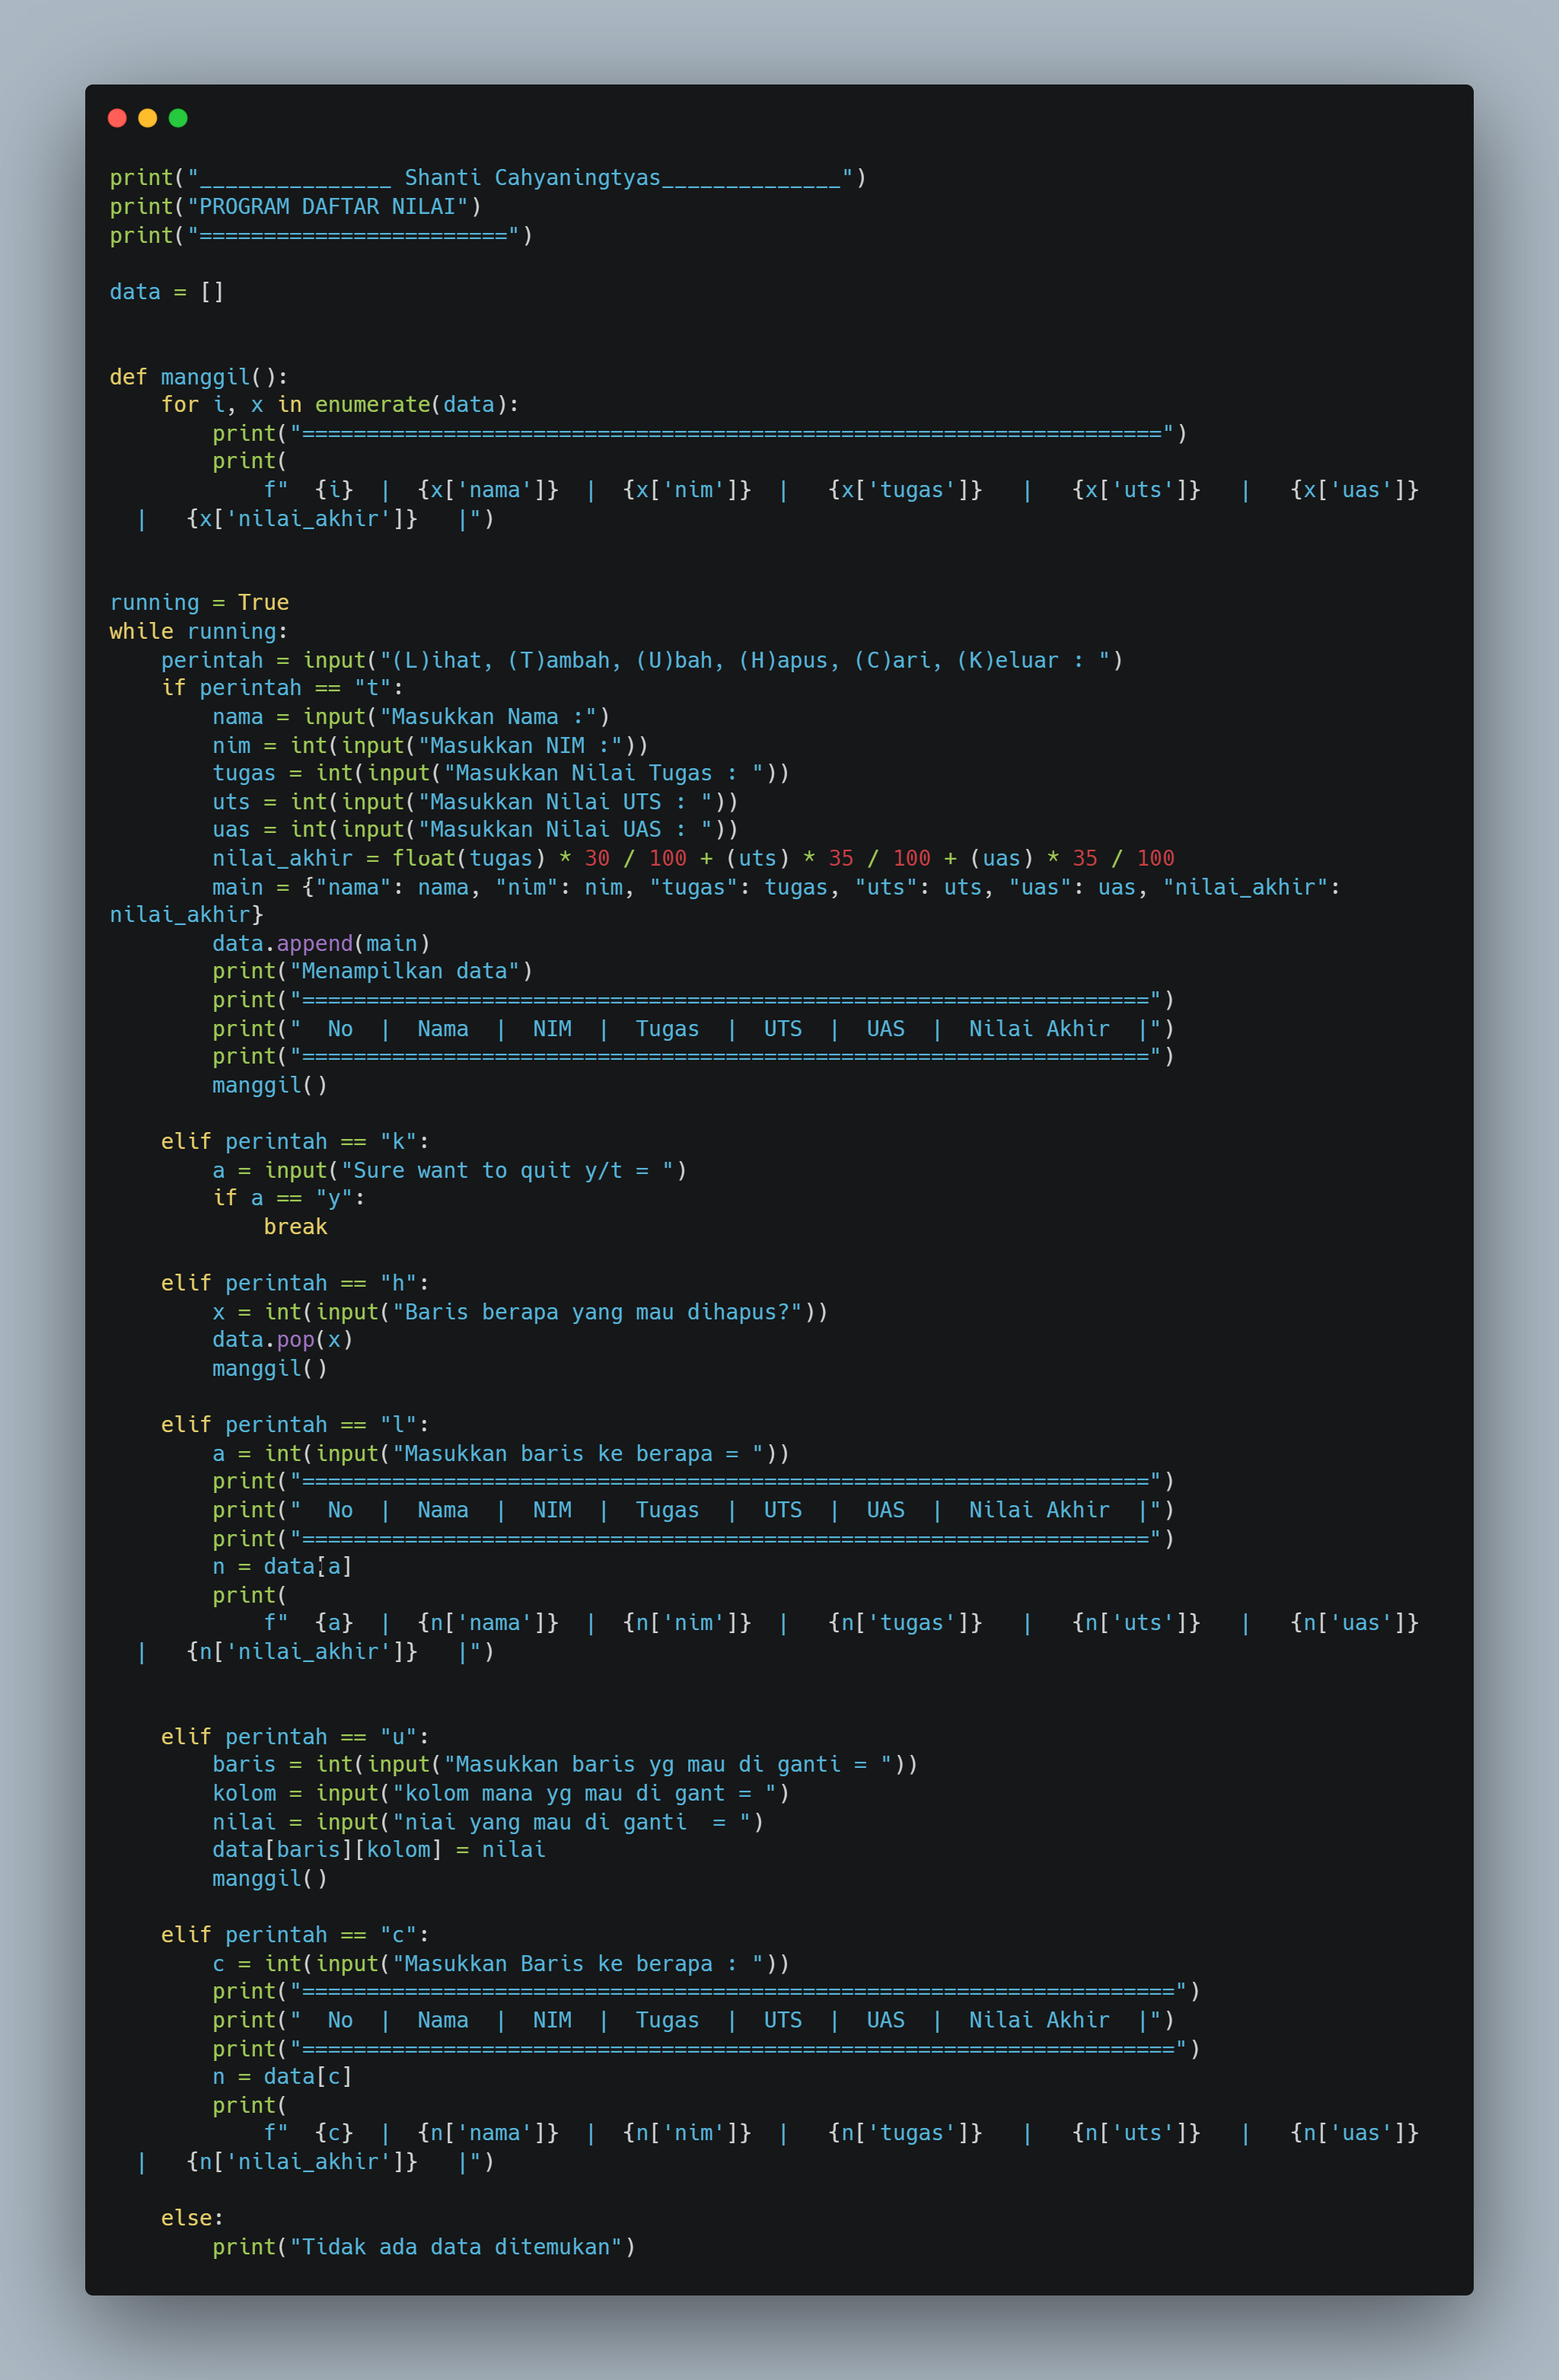 print("_______________ Shanti Cahyaningtyas______________")
print("PROGRAM DAFTAR NILAI")
print("========================")
data = []
def manggil():
    for i, x in enumerate(data):
        print("===================================================================")
        print(
            f"  {i}  |  {x['nama']}  |  {x['nim']}  |   {x['tugas']}   |   {x['uts']}   |   {x['uas']}
  |   {x['nilai_akhir']}   |")
running = True
while running:
    perintah = input("(L)ihat, (T)ambah, (U)bah, (H)apus, (C)ari, (K)eluar : ")
    if perintah == "t":
        nama = input("Masukkan Nama :")
        nim = int(input("Masukkan NIM :"))
        tugas = int(input("Masukkan Nilai Tugas : "))
        uts = int(input("Masukkan Nilai UTS : "))
        uas = int(input("Masukkan Nilai UAS : "))
        nilai_akhir = float(tugas) * 30 / 100 + (uts) * 35 / 100 + (uas) * 35 / 100
        main = {"nama": nama, "nim": nim, "tugas": tugas, "uts": uts, "uas": uas, "nilai_akhir":
nilai_akhir}
        data.append(main)
        print("Menampilkan data")
        print("==================================================================")
        print("  No  |  Nama  |  NIM  |  Tugas  |  UTS  |  UAS  |  Nilai Akhir  |")
        print("==================================================================")
        manggil()
    elif perintah == "k":
        a = input("Sure want to quit y/t = ")
        if a == "y":
            break
    elif perintah == "h":
        x = int(input("Baris berapa yang mau dihapus?"))
        data.pop(x)
        manggil()
    elif perintah == "l":
        a = int(input("Masukkan baris ke berapa = "))
        print("==================================================================")
        print("  No  |  Nama  |  NIM  |  Tugas  |  UTS  |  UAS  |  Nilai Akhir  |")
        print("==================================================================")
        n = data[a]
        print(
            f"  {a}  |  {n['nama']}  |  {n['nim']}  |   {n['tugas']}   |   {n['uts']}   |   {n['uas']}
  |   {n['nilai_akhir']}   |")
    elif perintah == "u":
        baris = int(input("Masukkan baris yg mau di ganti = "))
        kolom = input("kolom mana yg mau di gant = ")
        nilai = input("niai yang mau di ganti  = ")
        data[baris][kolom] = nilai
        manggil()
    elif perintah == "c":
        c = int(input("Masukkan Baris ke berapa : "))
        print("====================================================================")
        print("  No  |  Nama  |  NIM  |  Tugas  |  UTS  |  UAS  |  Nilai Akhir  |")
        print("====================================================================")
        n = data[c]
        print(
            f"  {c}  |  {n['nama']}  |  {n['nim']}  |   {n['tugas']}   |   {n['uts']}   |   {n['uas']}
  |   {n['nilai_akhir']}   |")
    else:
        print("Tidak ada data ditemukan")